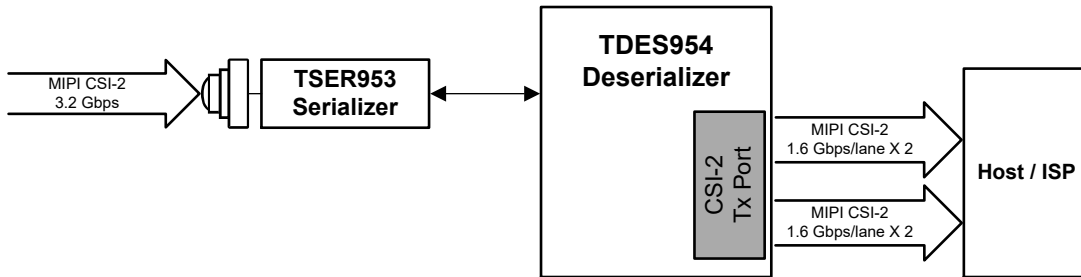 MIPI CSI-2
3.2 Gbps
TSER953
Serializer
TDES954
Deserializer
CSI-2
Tx Port
MIPI CSI-2
1.6 Gbps/lane X 2
MIPI CSI-2
1.6 Gbps/lane X 2
Host / ISP